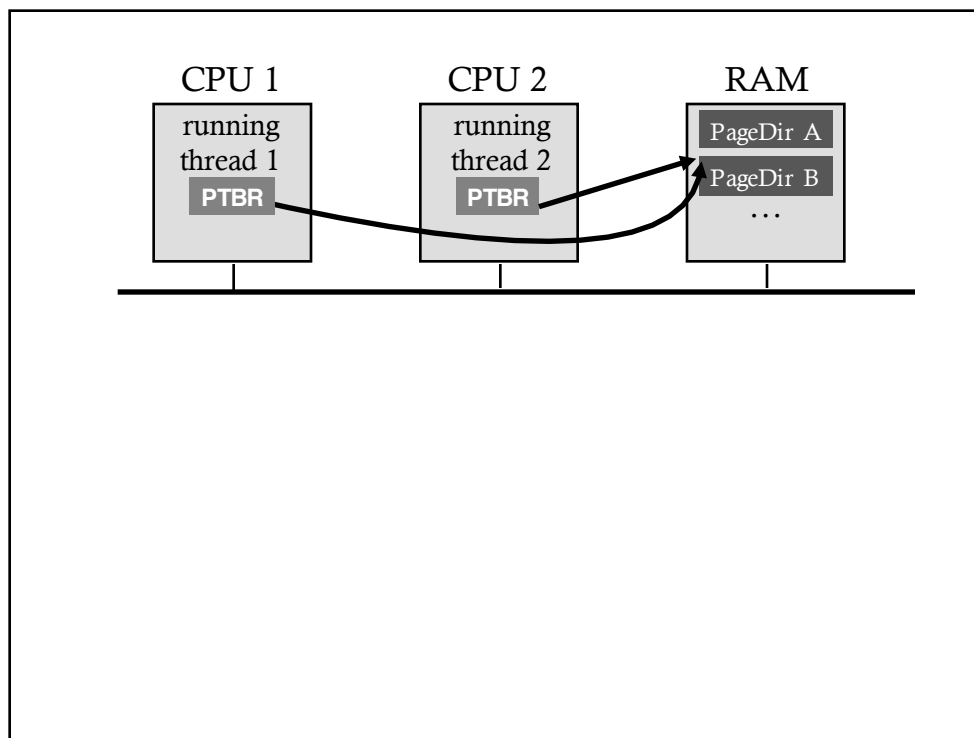 CPU 1
CPU 2
RAM
running
thread 1
PTBR
running
thread 2
PTBR
PageDir A
PageDir B
...